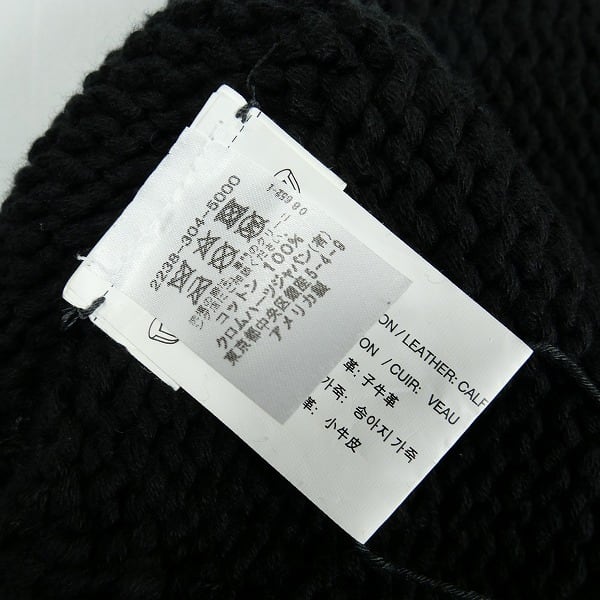 2238-304-5000
コットン 100%
クロムハーツジャパン(有)
東京都中央区銀座5-4-9
アメリカ製
ON/LEATHER: CALF
ON /CUIR: VEAU
革: 子牛革
가죽: 송아지 가죽
革: 小牛皮